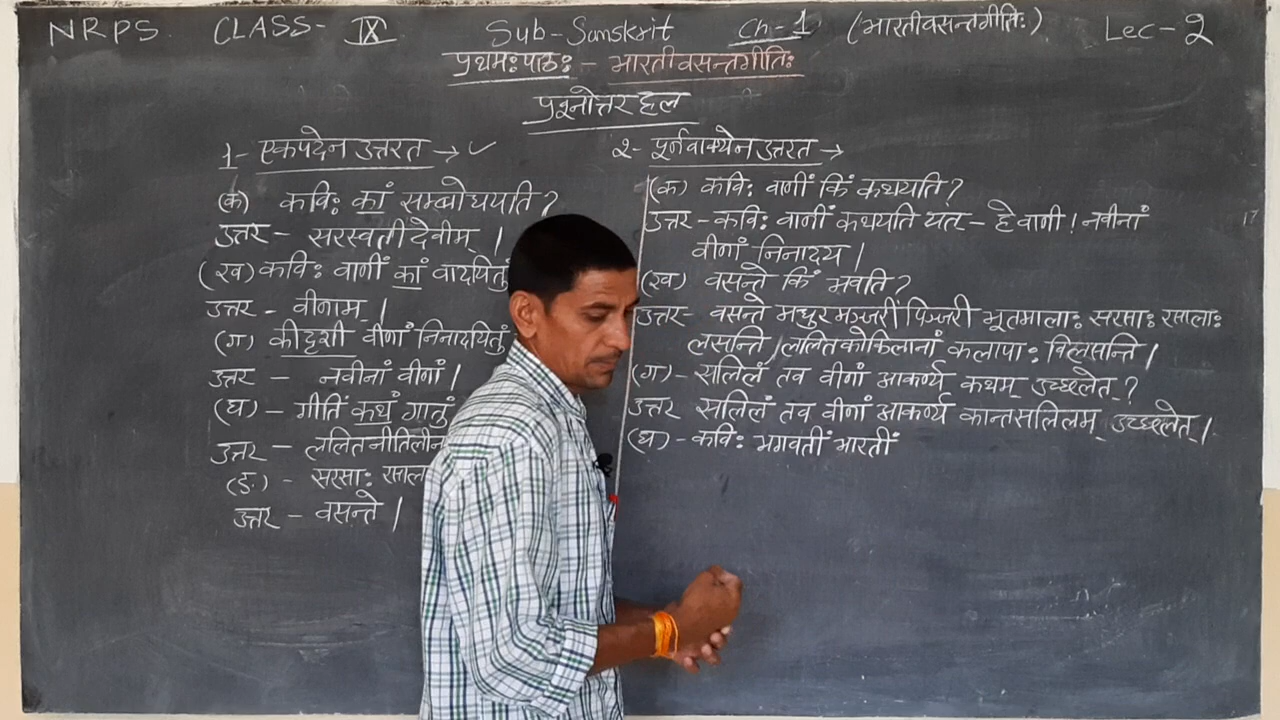 NRPS. CLASS- IX Sub-Sanskrit Ch-1 (भारतीवसन्तगीतिः) Lec-2
प्रथमःपाठः - भारतीवसन्तगीतिः
प्रश्नोत्तर हल
1- एकपदेन उत्तरत → ✓
(क) कविः कां सम्बोधयति?
उत्तर - सरस्वती देवीम् ।
(ख) कविः वाणीं कां वादयितुं
उत्तर - वीणाम् ।
(ग) कीदृशी वीणां निनादयितुं
उत्तर - नवीनां वीणां ।
(घ) - गीतिं कथं गातुं
उत्तर - ललितनीतिलीन
(ङ) - सरसाः रसाल
उत्तर - वसन्ते ।
२- पूर्णवाक्येन उत्तरत →
(क) कविः वाणीं किं कथयति?
उत्तर - कविः वाणीं कथयति यत् - हे वाणी! नवीनां
वीणां निनादय ।
(ख) वसन्ते किं भवति?
उत्तर- वसन्ते मधुर मञ्जरीं पिञ्जरी भूतमालाः सरसाः रसालाः
लसन्ति, ललितकोकिलानां कलापाः विलसन्ति ।
(ग) - सलिलं तव वीणां आकर्ण्य कथम् उच्छलेत्?
उत्तर सलिलं तव वीणां आकर्ण्य कान्तसलिलम् उच्छलेत् ।
(घ) - कविः भगवतीं भारतीं